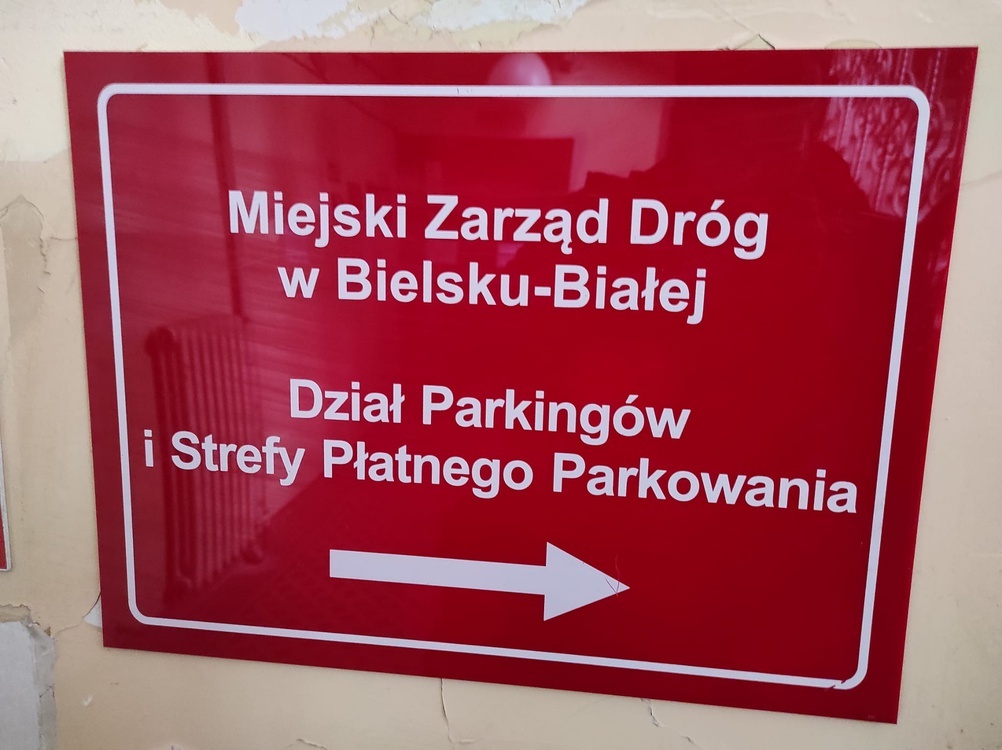 Miejski Zarząd Dróg
w Bielsku-Białej
Dział Parkingów
i Strefy Płatnego Parkowania